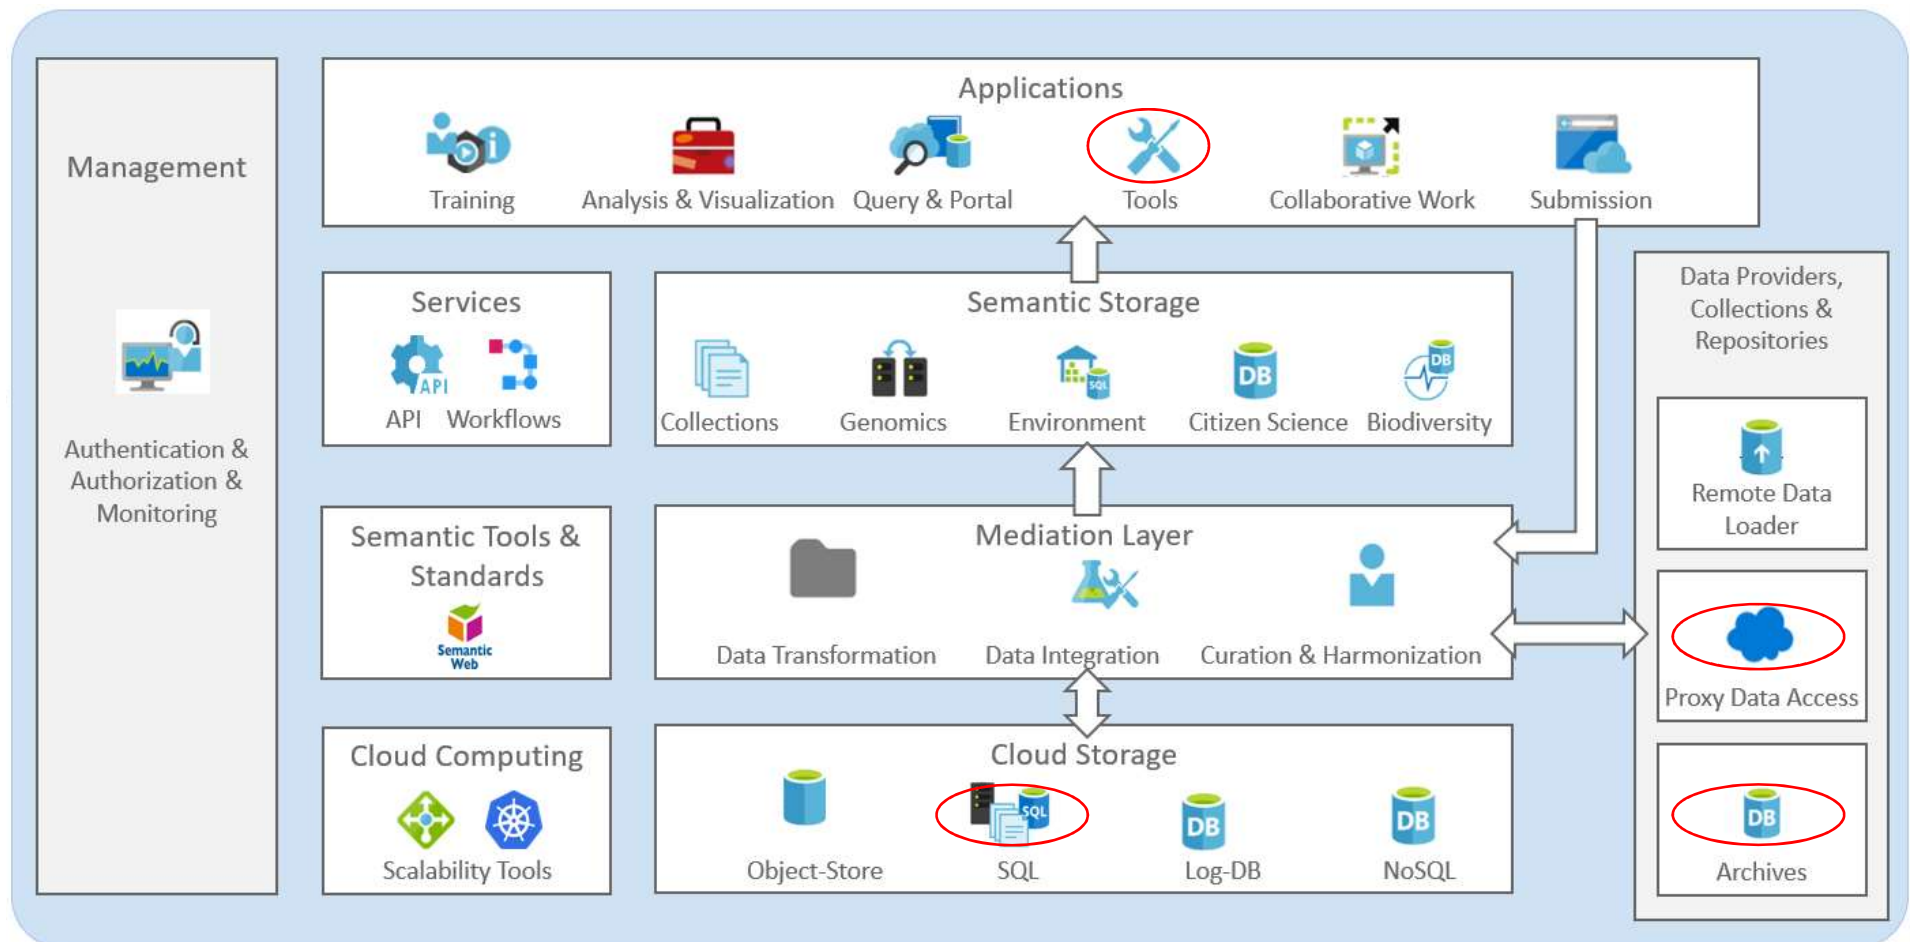 Management
Authentication &
Authorization &
Monitoring
Applications
Training
Analysis & Visualization
Query & Portal
Tools
Collaborative Work
Submission
Services
API
API
Workflows
Semantic Storage
Collections
Genomics
SQL
Environment
DB
Citizen Science
DB
Biodiversity
Semantic Tools &
Standards
Semantic
Web
Mediation Layer
Data Transformation
Data Integration
Curation & Harmonization
Cloud Computing
Scalability Tools
Cloud Storage
Object-Store
SQL
SQL
DB
Log-DB
DB
NoSQL
Data Providers,
Collections &
Repositories
Remote Data
Loader
Proxy Data Access
DB
Archives